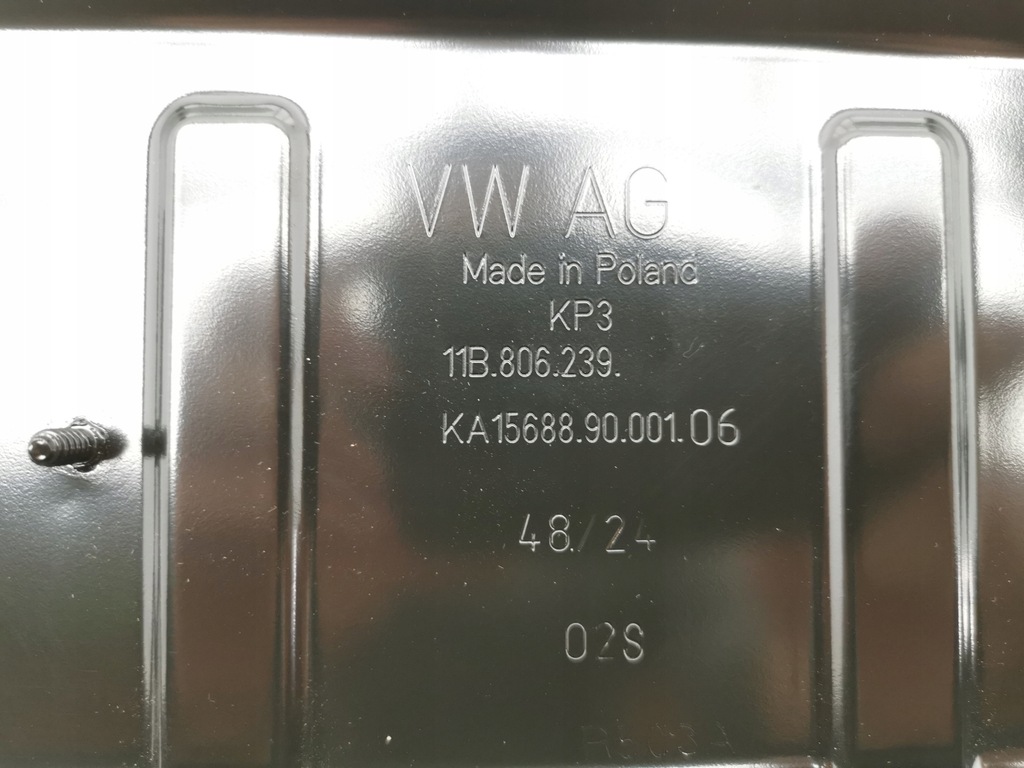 VW AG
Made in Poland
KP3
11B.806.239.
KA15688.90.001.06
48/24
02S